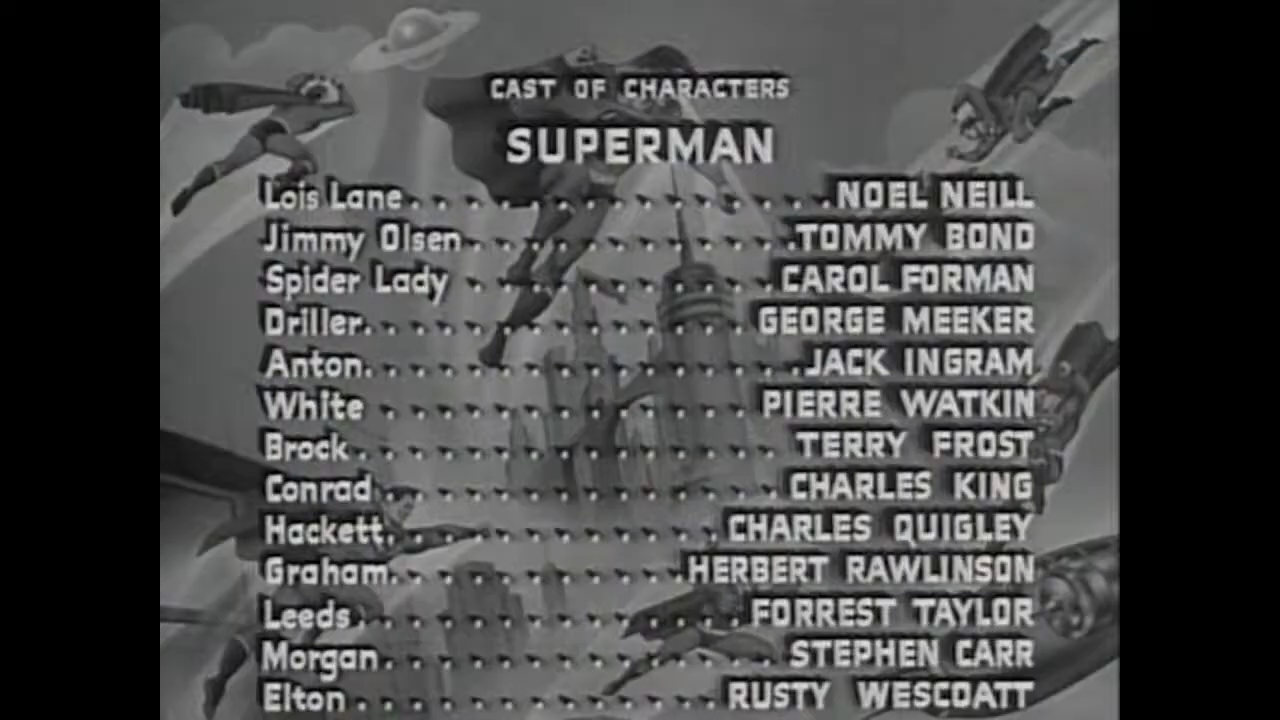 CAST OF CHARACTERS
SUPERMAN
Lois Lane..............NOEL NEILL
Jimmy Olsen............TOMMY BOND
Spider Lady ...........CAROL FORMAN
Driller.............GEORGE MEEKER
Anton...............JACK INGRAM
White .............PIERRE WATKIN
Brock..............TERRY FROST
Conrad.............CHARLES KING
Hackett............CHARLES QUIGLEY
Graham..........HERBERT RAWLINSON
Leeds..............FORREST TAYLOR
Morgan.............STEPHEN CARR
Elton.............RUSTY WESCOATT